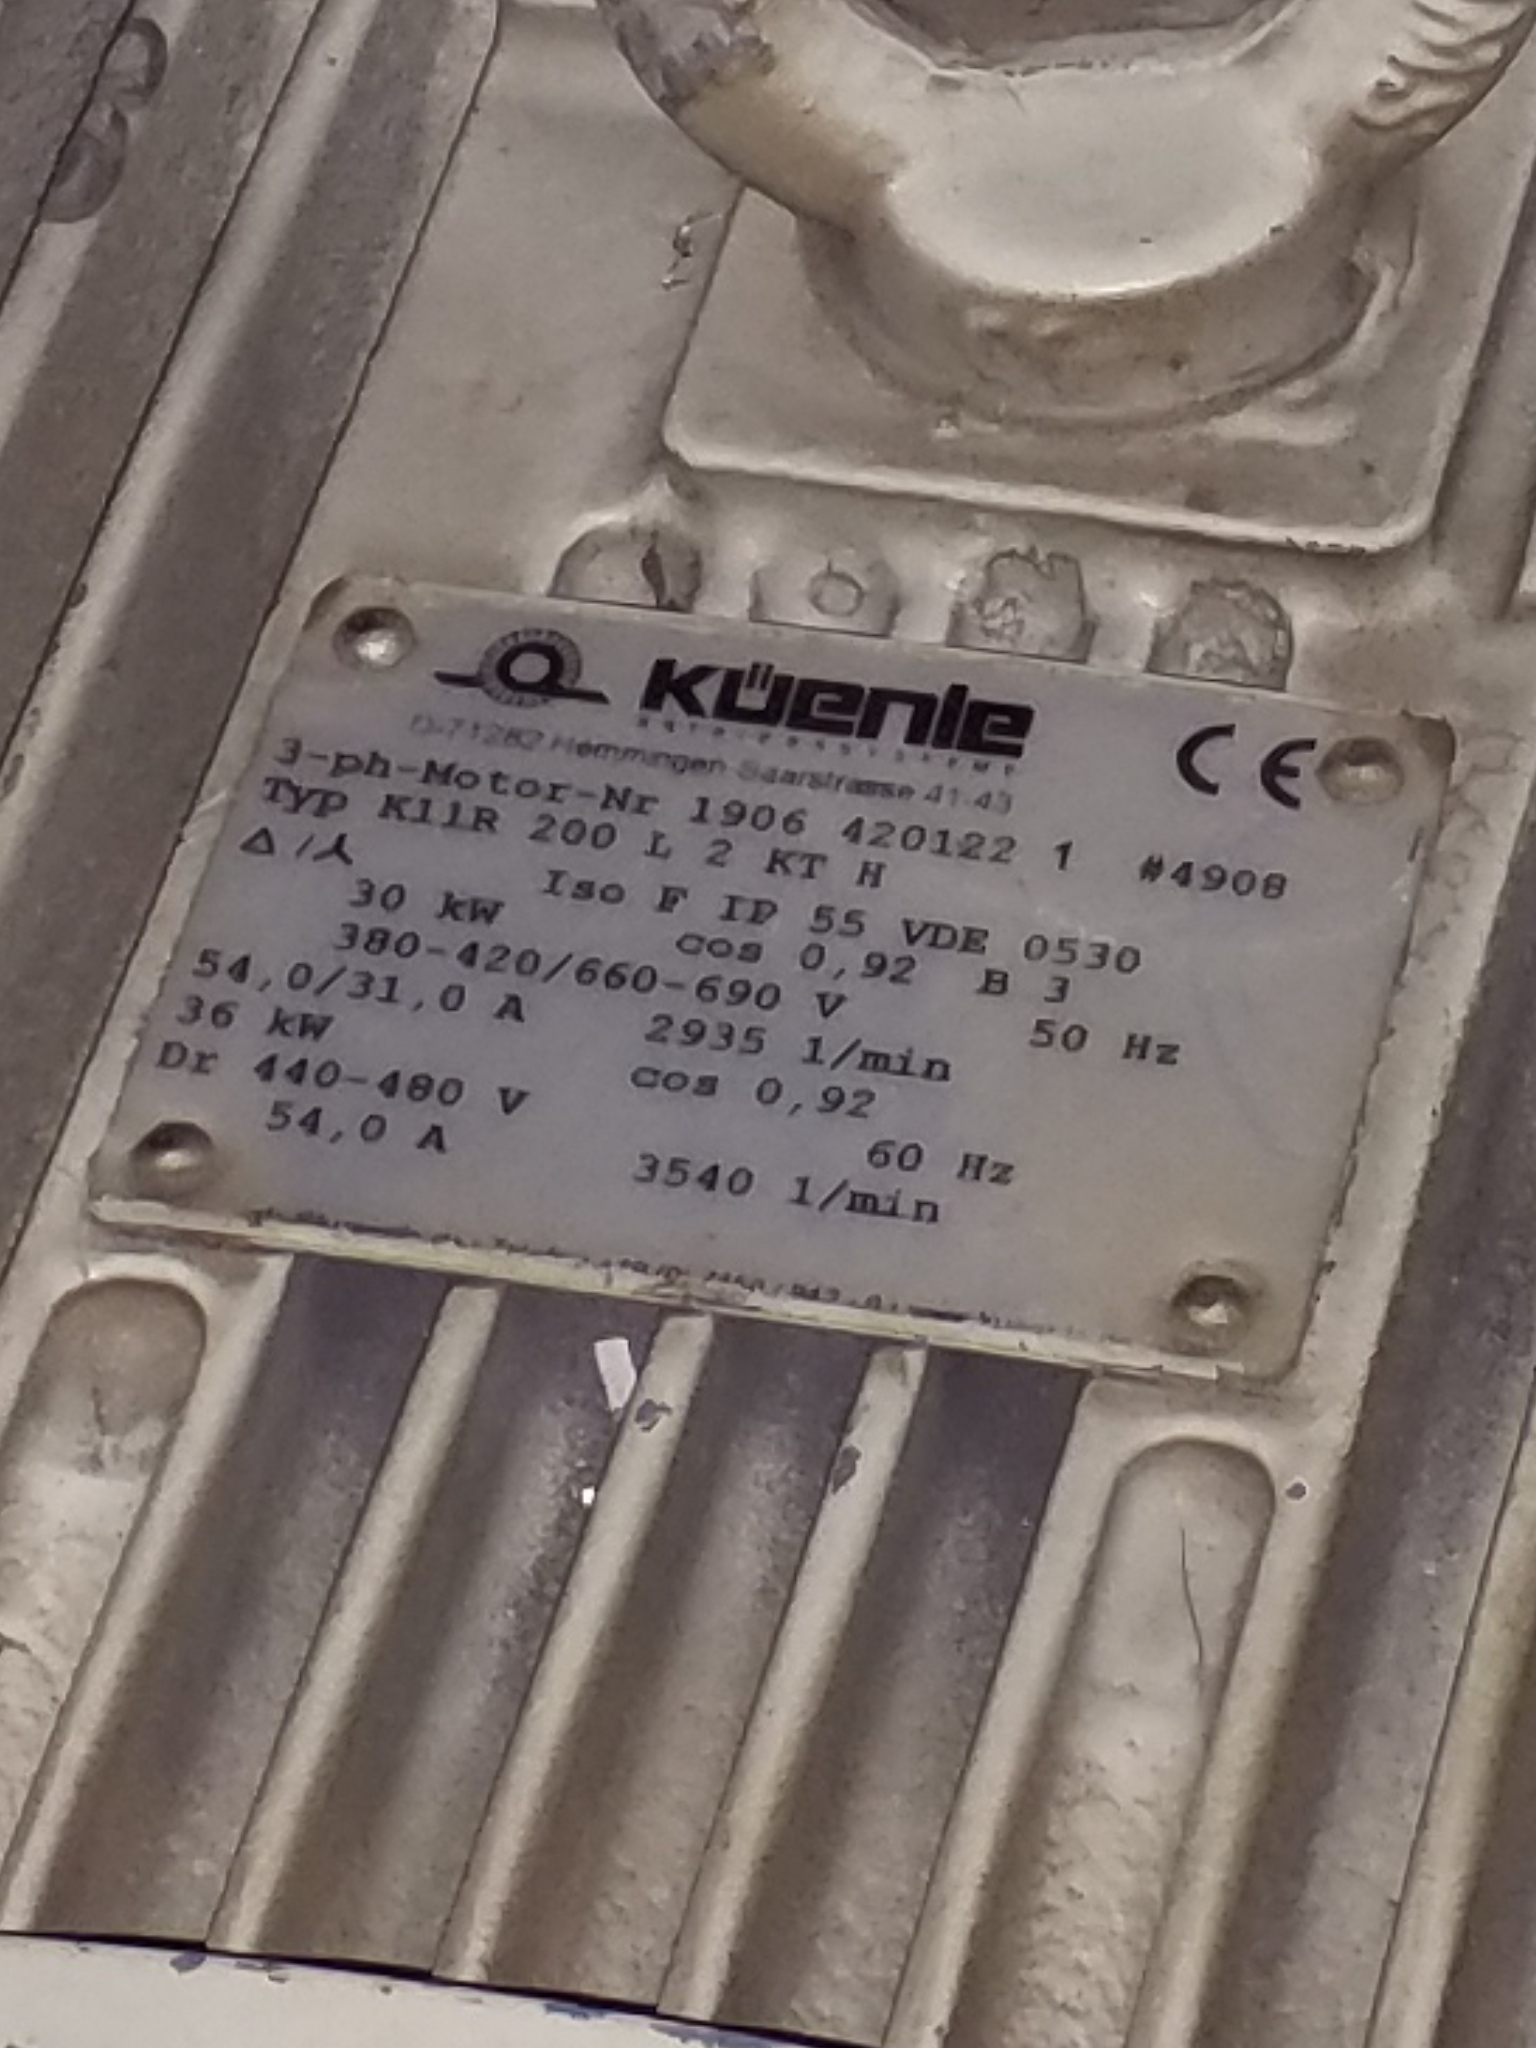 KÜenle
ANTRIEBSSYSTEME
CE
D-71282 Hemmingen Saarstrasse 41-43
3-ph-Motor-Nr 1906 420122 1 #4908
Typ K11R 200 L 2 KT H
Δ/⅄ Iso F IP 55 VDE 0530
30 kW cos 0,92 B 3
380-420/660-690 V 50 Hz
54,0/31,0 A 2935 1/min
36 kW cos 0,92
Dr 440-480 V 60 Hz
54,0 A 3540 1/min